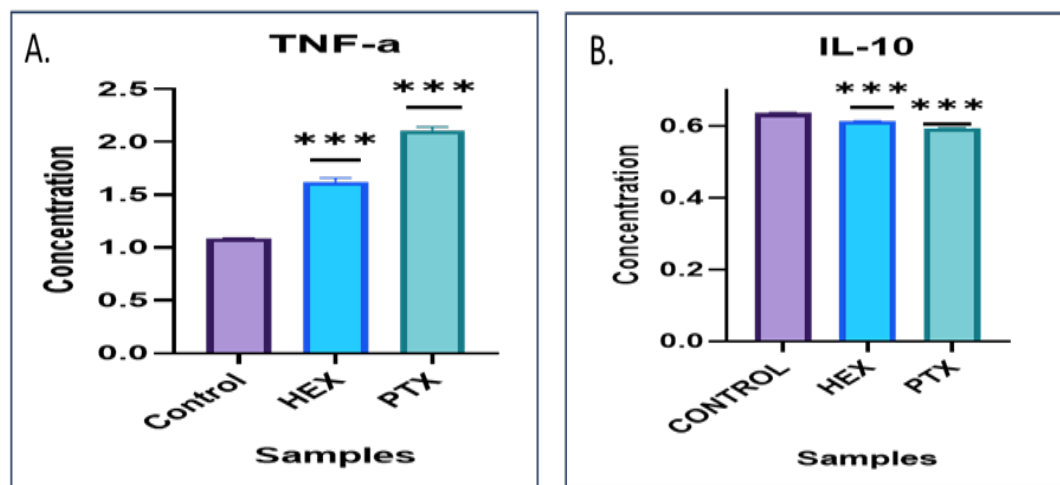 A.
TNF-a
Concentration
2.5
2.0
1.5
1.0
0.5
0.0
***
***
Control
HEX
PTX
Samples
B.
IL-10
Concentration
0.6
0.4
0.2
0.0
***
***
CONTROL
HEX
PTX
Samples